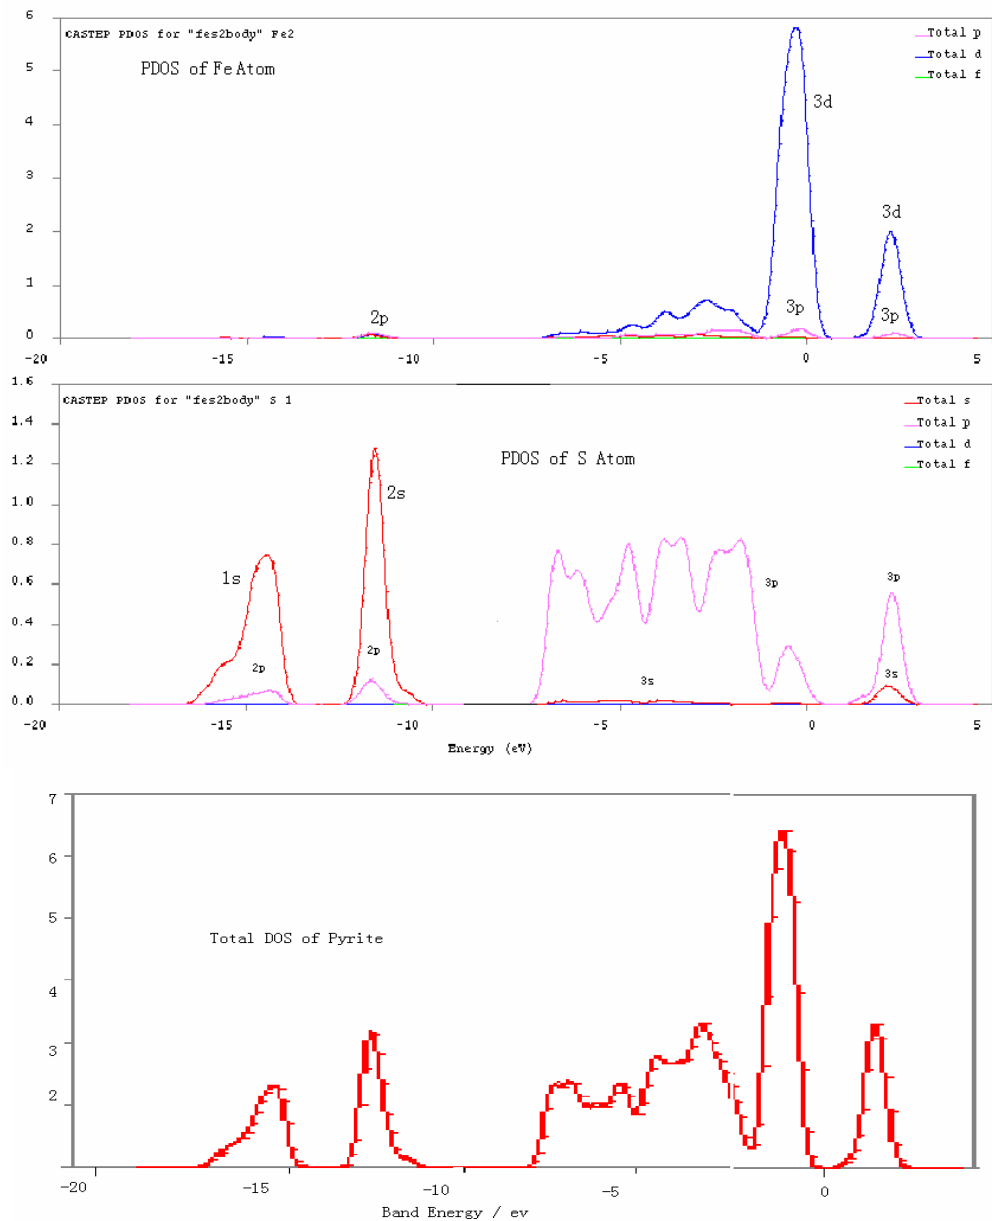 6
CASTEP PDOS for "fes2body" Fe2
Total p
PDOS of Fe Atom
Total d
Total f
5
3d
4
3
3d
2
1
2p
3p
3p
0
-20
-15
-10
-5
0
5
1.6
CASTEP PDOS for "fes2body" S 1
Total s
1.4
Total p
PDOS of S Atom
Total d
1.2
Total f
2s
1.0
0.8
1s
3p
3p
0.6
0.4
2p
2p
3s
3s
0.2
0.0
-20
-15
-10
-5
0
5
Energy (eV)
7
6
5
Total DOS of Pyrite
4
3
2
-20
-15
-10
-5
0
Band Energy / ev